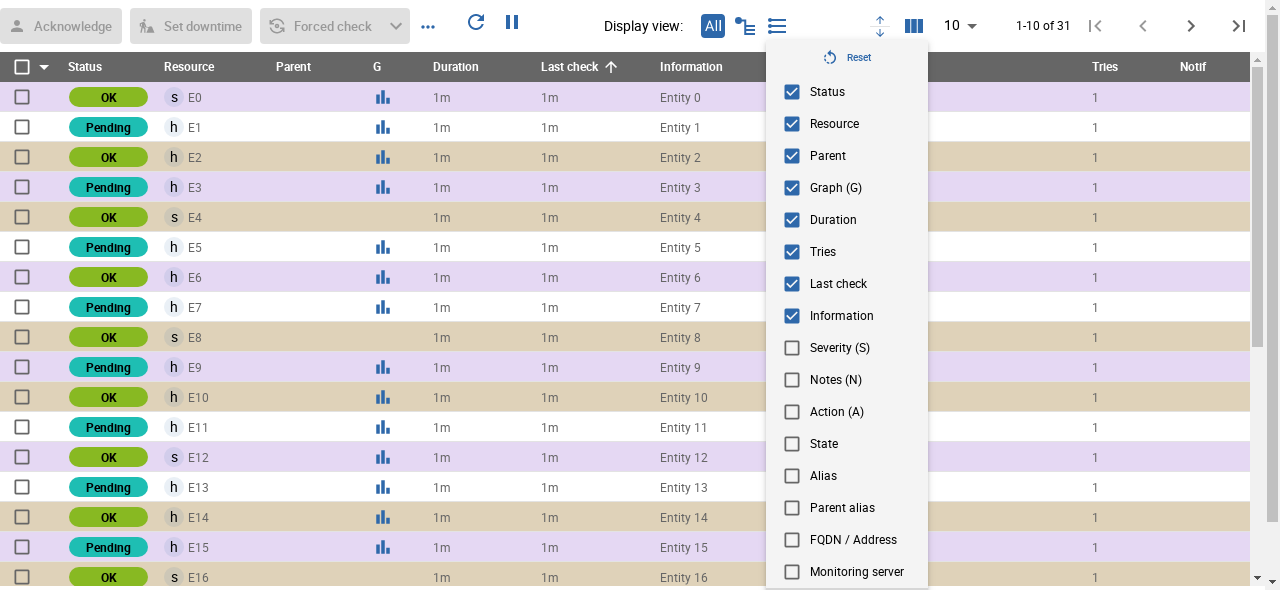 Acknowledge Set downtime Forced check Display view: All 10 1-10 of 31
Reset
Status Resource Parent G Duration Last check Information Tries Notif
OK s E0 1m 1m Entity 0 Status 1
Pending h E1 1m 1m Entity 1 Resource 1
OK h E2 1m 1m Entity 2 Parent 1
Pending h E3 1m 1m Entity 3 Graph (G) 1
OK s E4 1m 1m Entity 4 Duration 1
Pending h E5 1m 1m Entity 5 Tries 1
OK h E6 1m 1m Entity 6 Last check 1
Pending h E7 1m 1m Entity 7 Information 1
OK s E8 1m 1m Entity 8 Severity (S) 1
Pending h E9 1m 1m Entity 9 Notes (N) 1
OK h E10 1m 1m Entity 10 Action (A) 1
Pending h E11 1m 1m Entity 11 State 1
OK s E12 1m 1m Entity 12 Alias 1
Pending h E13 1m 1m Entity 13 Parent alias 1
OK h E14 1m 1m Entity 14 FQDN / Address 1
Pending h E15 1m 1m Entity 15 1
OK s E16 1m 1m Entity 16 Monitoring server 1